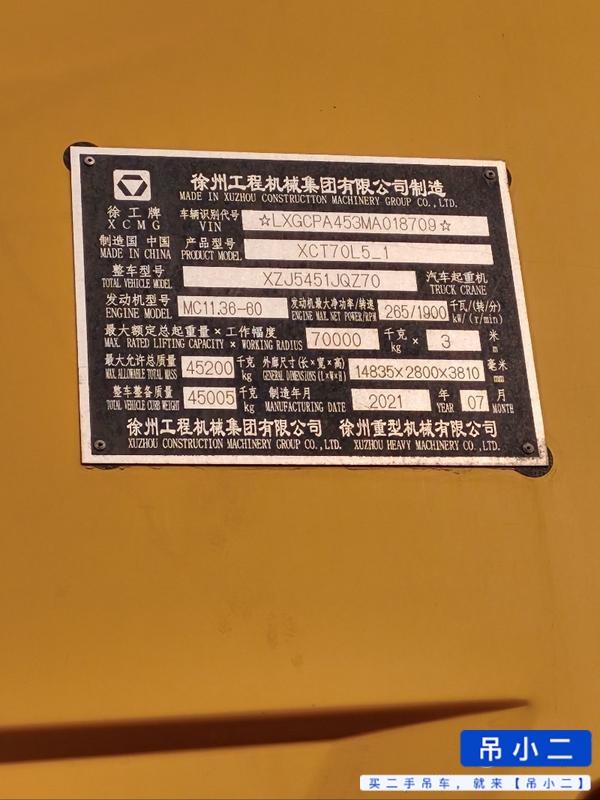 徐州工程机械集团有限公司制造
MADE IN XUZHOU CONSTRUCTTION MACHINERY GROUP CO., LTD.
徐工牌 车辆识别代号 ☆LXGCPA453MA018709☆
XCMG VIN
制造国 中国 产品型号 XCT70L5_1
MADE IN CHINA PRODUCT MODEL
整车型号 XZJ5451JQZ70 汽车起重机
TOTAL VEHICLE MODEL TRUCK CRANE
发动机型号 MC11.36-60 发动机最大净功率/转速 265/1900 千瓦/(转/分)
ENGINE MODEL ENGINE MAX. NET POWER/RPM kW/(r/min)
最大额定总起重量×工作幅度 70000 千克 × 3 米
MAX. RATED LIFTING CAPACITY × WORKING RADIUS kg m
最大允许总质量 45200 千克 外廊尺寸(长×宽×高) 14835×2800×3810 毫米
MAX. ALLOWABLE TOTAL MASS kg GENERAL DIMENSIONS (L×W×H) mm
整车整备质量 45005 千克 制造年月 2021 年 07 月
TOTAL VEHICLE CURB WEIGHT kg MANUFACTURING DATE YEAR MONTH
徐州工程机械集团有限公司 徐州重型机械有限公司
XUZHOU CONSTRUCTION MACHINERY GROUP CO.,LTD. XUZHOU HEAVY MACHINERY CO.,LTD.
吊小二
买二手吊车，就来【吊小二】